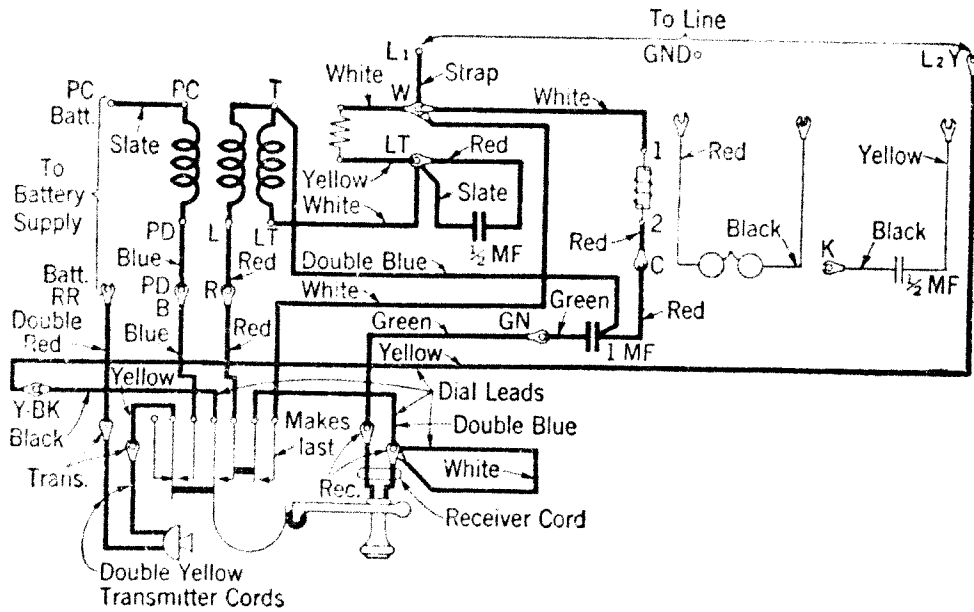 To Line
L1
GND
L2Y
White
Strap
PC
Batt.
PC
T
W
White
Slate
LT
Red
1
Red
Yellow
To
Battery
Supply
Yellow
White
Slate
2
Black
K
Black
PD
L
LT
½ MF
Red
C
½ MF
Blue
Red
Double Blue
Batt.
RR
PD
B
R
White
Green
Red
Double
Red
Blue
Red
Green
GN
1 MF
Yellow
Yellow
Dial Leads
Y-BK
Black
Makes
last
Double Blue
Trans.
Rec.
White
Receiver Cord
Double Yellow
Transmitter Cords